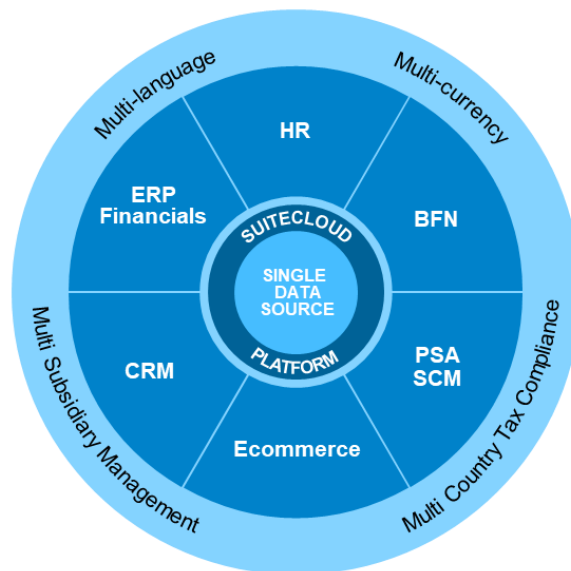 Multi-language
Multi-currency
HR
ERP
Financials
BFN
SUITECLOUD
SINGLE
DATA
SOURCE
PLATFORM
CRM
PSA
SCM
Ecommerce
Multi Subsidiary Management
Multi Country Tax Compliance